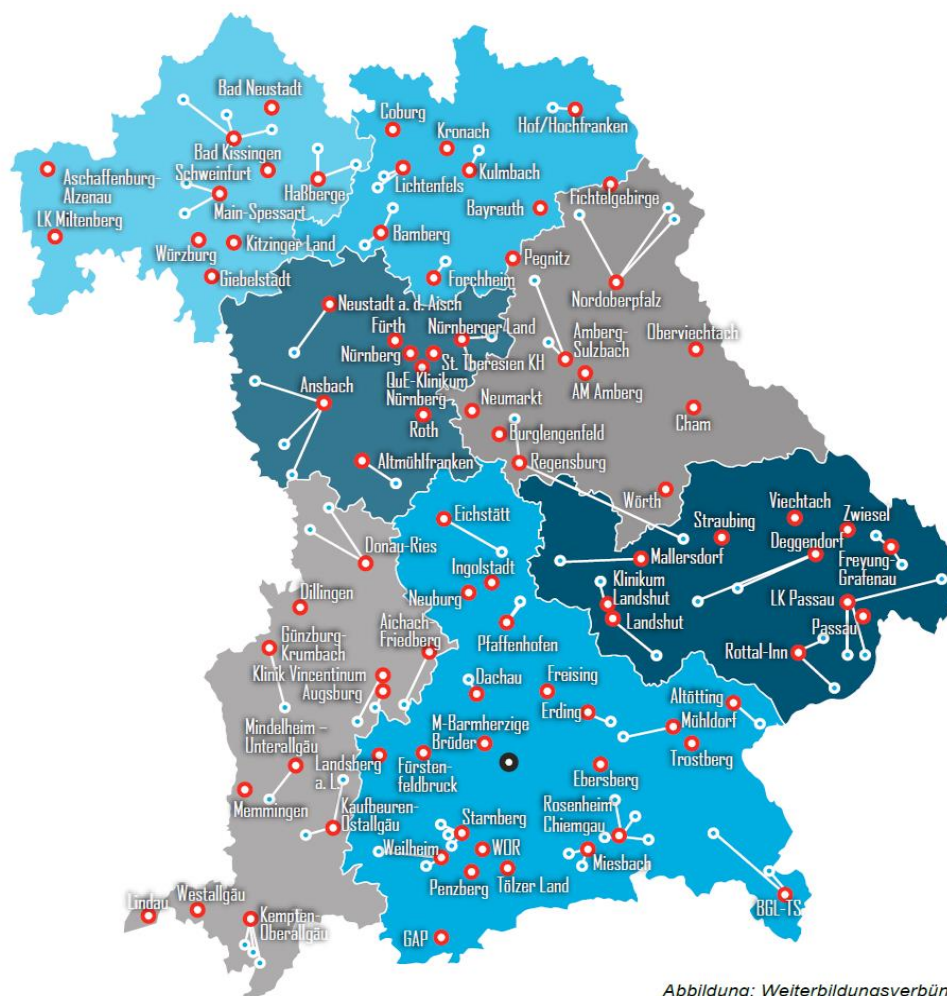 Bad Neustadt
Coburg
Kronach
Hof/Hochfranken
Bad Kissingen
Schweinfurt
Aschaffenburg-
Alzenau
Haßberge
Lichtenfels
Kulmbach
Fichtelgebirge
LK Miltenberg
Main-Spessart
Bayreuth
Würzburg
Kitzinger Land
Bamberg
Giebelstadt
Forchheim
Pegnitz
Nordoberpfalz
Neustadt a. d. Aisch
Fürth
Nürnberger Land
Nürnberg
St. Theresien KH
Amberg-
Sulzbach
Oberviechtach
QuE-Klinikum
Nürnberg
AM Amberg
Ansbach
Roth
Neumarkt
Cham
Burglengenfeld
Altmühlfranken
Regensburg
Wörth
Eichstätt
Viechtach
Zwiesel
Straubing
Deggendorf
Donau-Ries
Mallersdorf
Freyung-
Grafenau
Ingolstadt
Neuburg
Klinikum
Landshut
Landshut
LK Passau
Passau
Dillingen
Aichach-
Friedberg
Pfaffenhofen
Rottal-Inn
Günzburg-
Krumbach
Klinik Vincentinum
Augsburg
Dachau
Freising
Altötting
Erding
Mühldorf
Mindelheim –
Unterallgäu
M-Barmherzige
Brüder
Trostberg
Landsberg
a. L.
Fürsten-
feldbruck
Ebersberg
Memmingen
Kaufbeuren-
Ostallgäu
Starnberg
Rosenheim
Chiemgau
Weilheim
WOR
Miesbach
Penzberg
Tölzer Land
Lindau
Westallgäu
Kempten-
Oberallgäu
GAP
BGL-TS
Abbildung: Weiterbildungsverbün